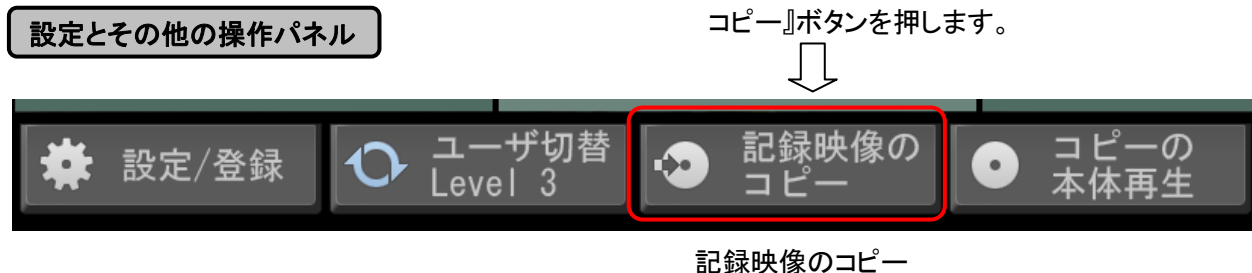 設定とその他の操作パネル
コピー』ボタンを押します。
設定/登録
ユーザ切替
Level 3
記録映像の
コピー
コピーの
本体再生
記録映像のコピー